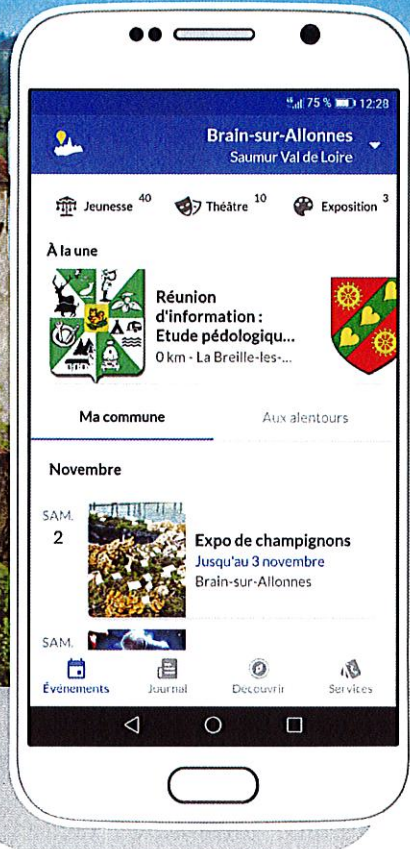 75 % 12:28
Brain-sur-Allonnes
Saumur Val de Loire
Jeunesse 40 Théâtre 10 Exposition 3
À la une
Réunion
d'information :
Etude pédologiqu...
0 km - La Breille-les-...
Ma commune Aux alentours
Novembre
SAM.
2
Expo de champignons
Jusqu'au 3 novembre
Brain-sur-Allonnes
SAM.
Événements Journal Découvrir Services